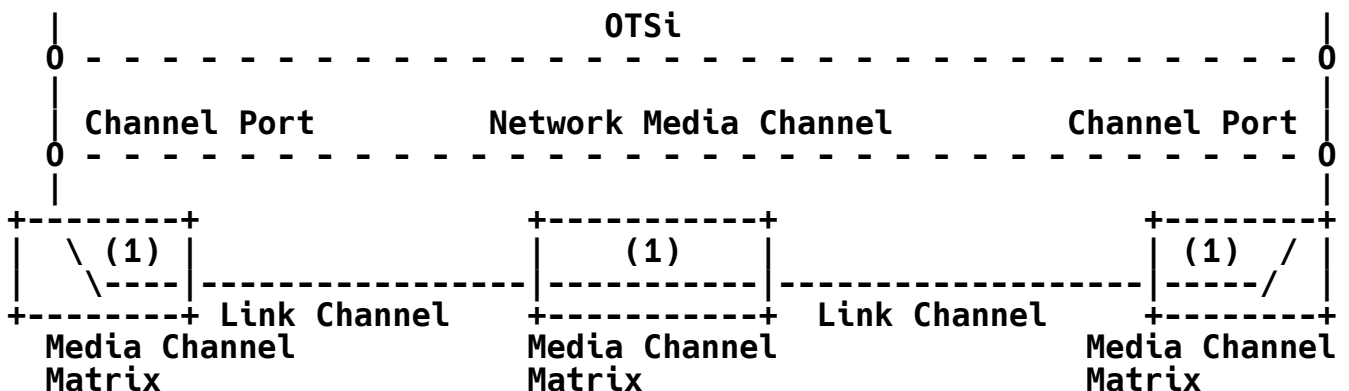 |                                 OTSi                                |
O - - - - - - - - - - - - - - - - - - - - - - - - - - - - - - - - O
|                                                                     |
| Channel Port         Network Media Channel         Channel Port |
O - - - - - - - - - - - - - - - - - - - - - - - - - - - - - - - - O
|                                                                     |
+--------+                 +-----------+                   +--------+
|  \ (1) |                 |    (1)    |                   | (1)  / |
|   \----|-----------------|-----------|-------------------|-----/  |
+--------+ Link Channel    +-----------+  Link Channel     +--------+
Media Channel            Media Channel                Media Channel
Matrix                   Matrix                       Matrix